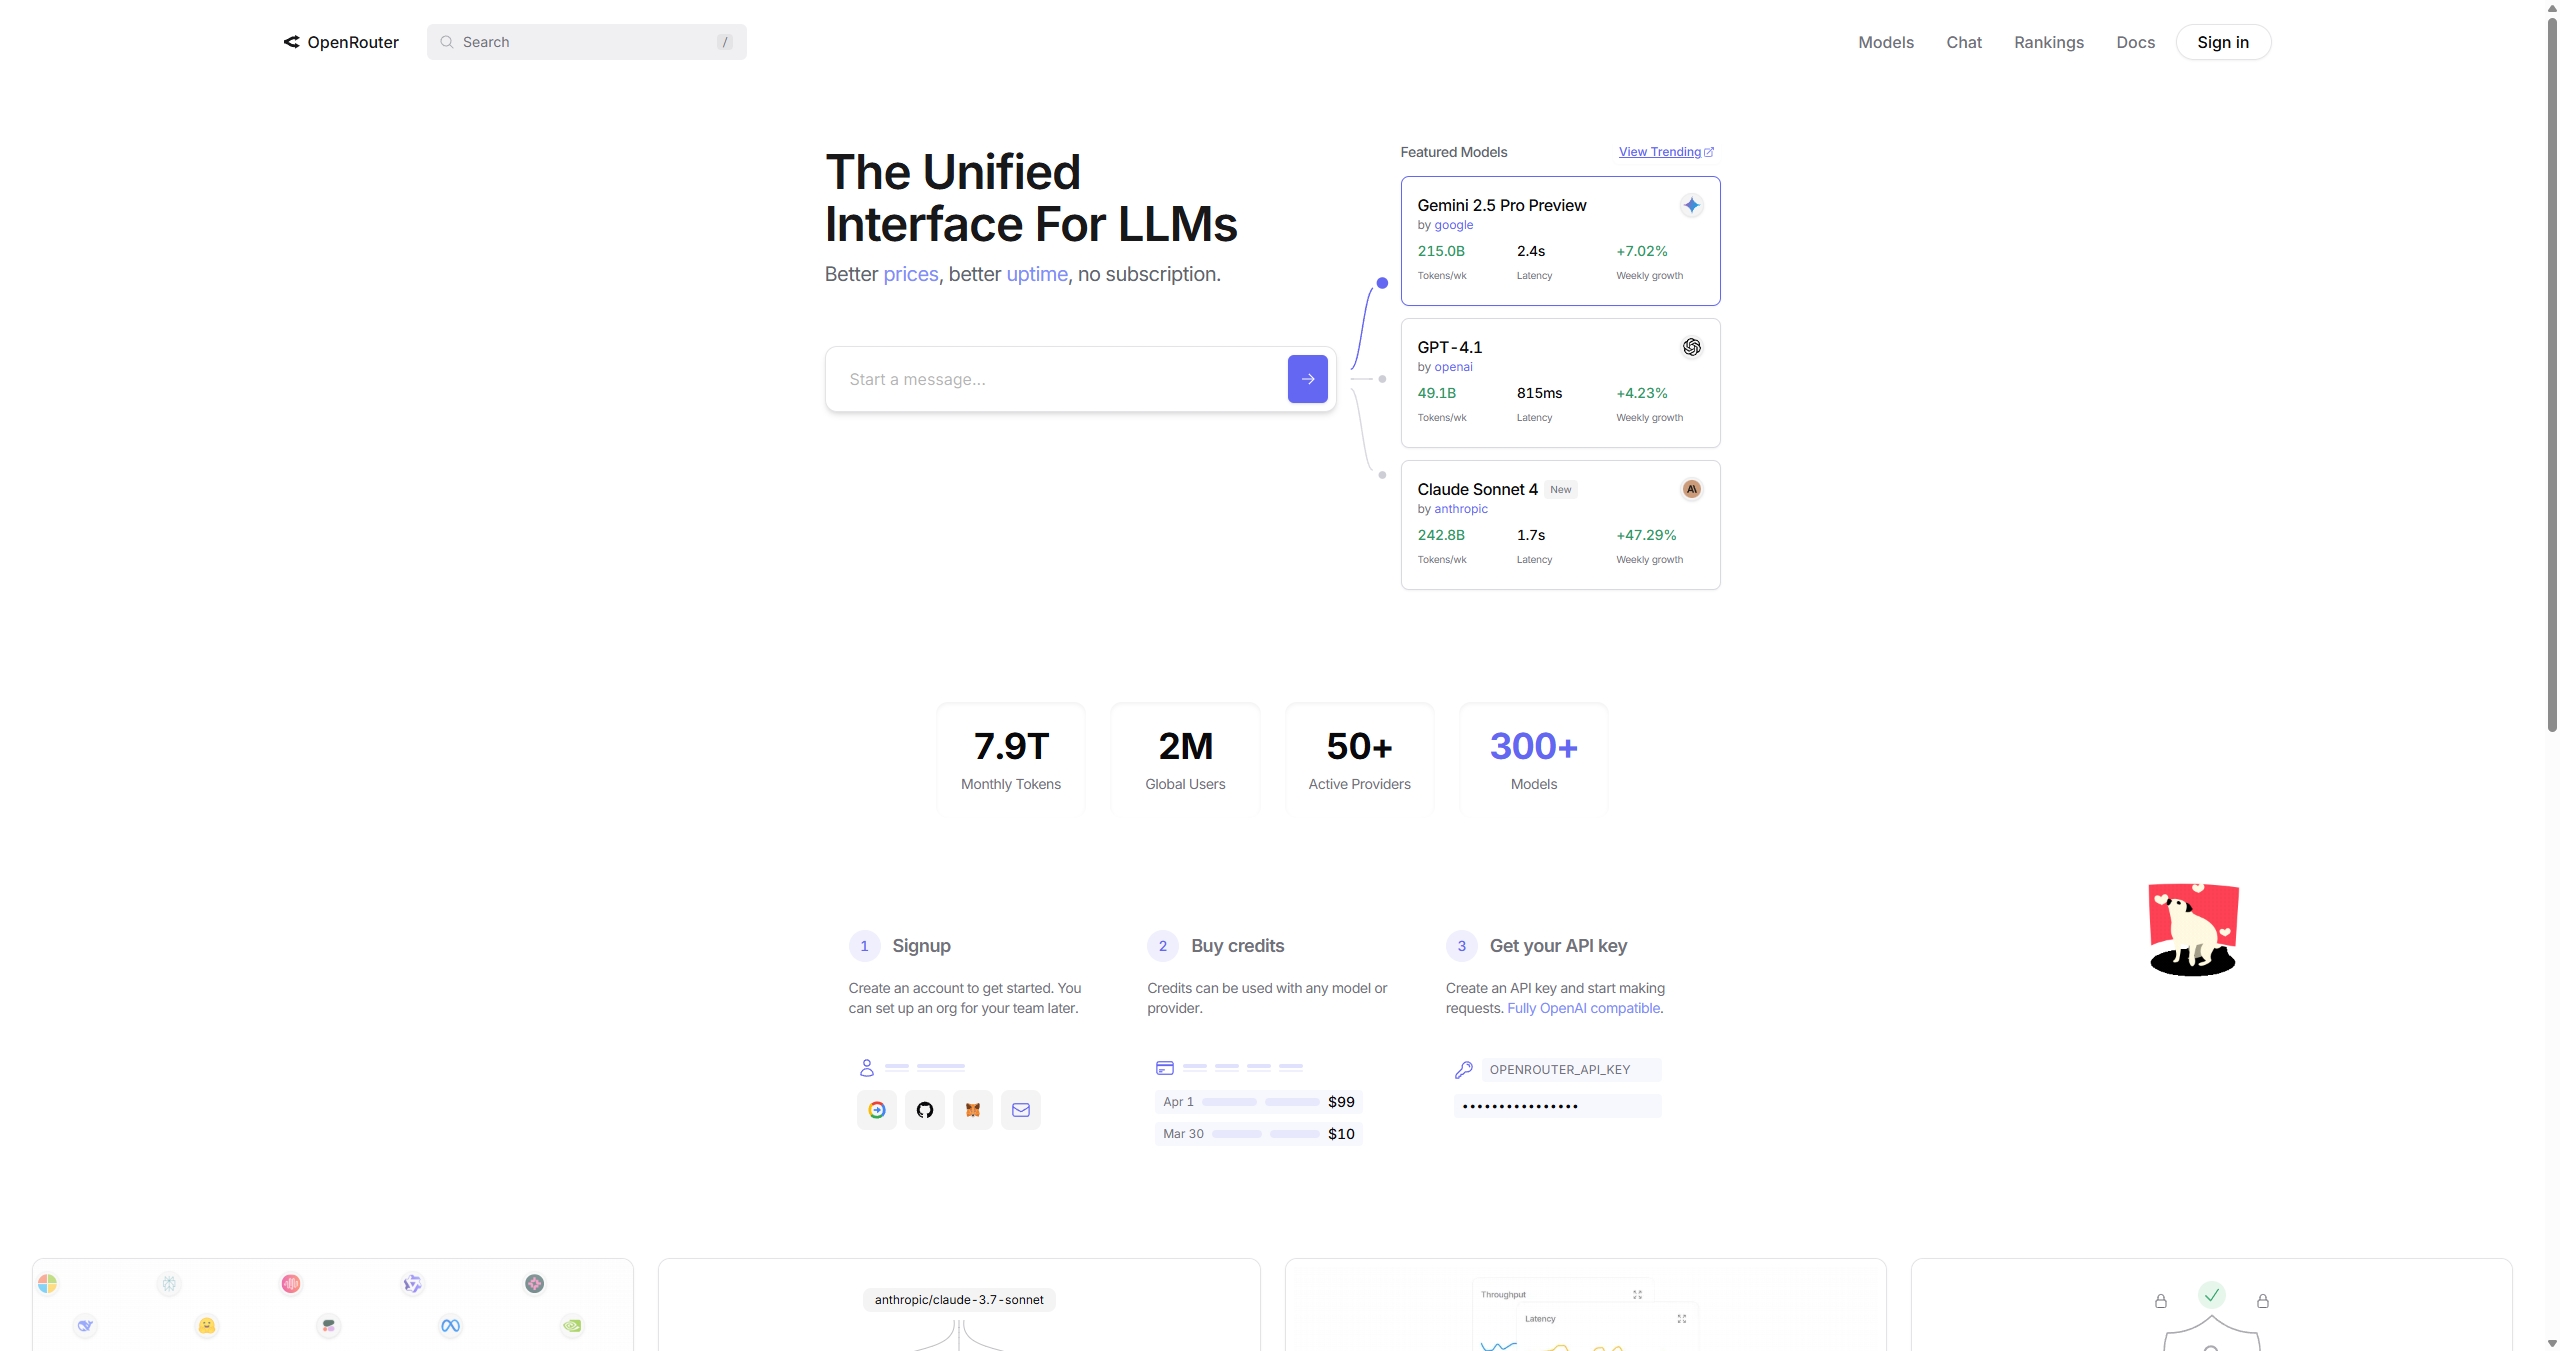 OpenRouter
Search
/
Models
Chat
Rankings
Docs
Sign in
The Unified
Interface For LLMs
Better prices, better uptime, no subscription.
Start a message...
Featured Models
View Trending
Gemini 2.5 Pro Preview
by google
215.0B
2.4s
+7.02%
Tokens/wk
Latency
Weekly growth
GPT-4.1
by openai
49.1B
815ms
+4.23%
Tokens/wk
Latency
Weekly growth
Claude Sonnet 4
New
by anthropic
242.8B
1.7s
+47.29%
Tokens/wk
Latency
Weekly growth
7.9T
Monthly Tokens
2M
Global Users
50+
Active Providers
300+
Models
1
Signup
Create an account to get started. You
can set up an org for your team later.
2
Buy credits
Credits can be used with any model or
provider.
Apr 1
$99
Mar 30
$10
3
Get your API key
Create an API key and start making
requests. Fully OpenAI compatible.
OPENROUTER_API_KEY
anthropic/claude-3.7-sonnet
Throughput
Latency